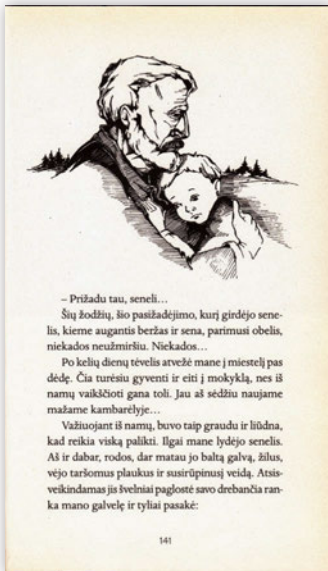 – Prižadu tau, seneli...
Šių žodžių, šio pasižadėjimo, kurį girdėjo sene-
lis, kieme augantis beržas ir sena, parimusi obelis,
niekados neužmiršiu. Niekados...
Po kelių dienų tėvelis atvežė mane į miestelį pas
dėdę. Čia turėsiu gyventi ir eiti į mokyklą, nes iš
namų vaikščioti gana toli. Jau aš sėdžiu naujame
mažame kambarėlyje...
Važiuojant iš namų, buvo taip graudu ir liūdna,
kad reikia viską palikti. Ilgai mane lydėjo senelis.
Aš ir dabar, rodos, dar matau jo baltą galvą, žilus,
vėjo taršomus plaukus ir susirūpinusį veidą. Atsis-
veikindamas jis švelniai paglostė savo drebančia ran-
ka mano galvelę ir tyliai pasakė:
141